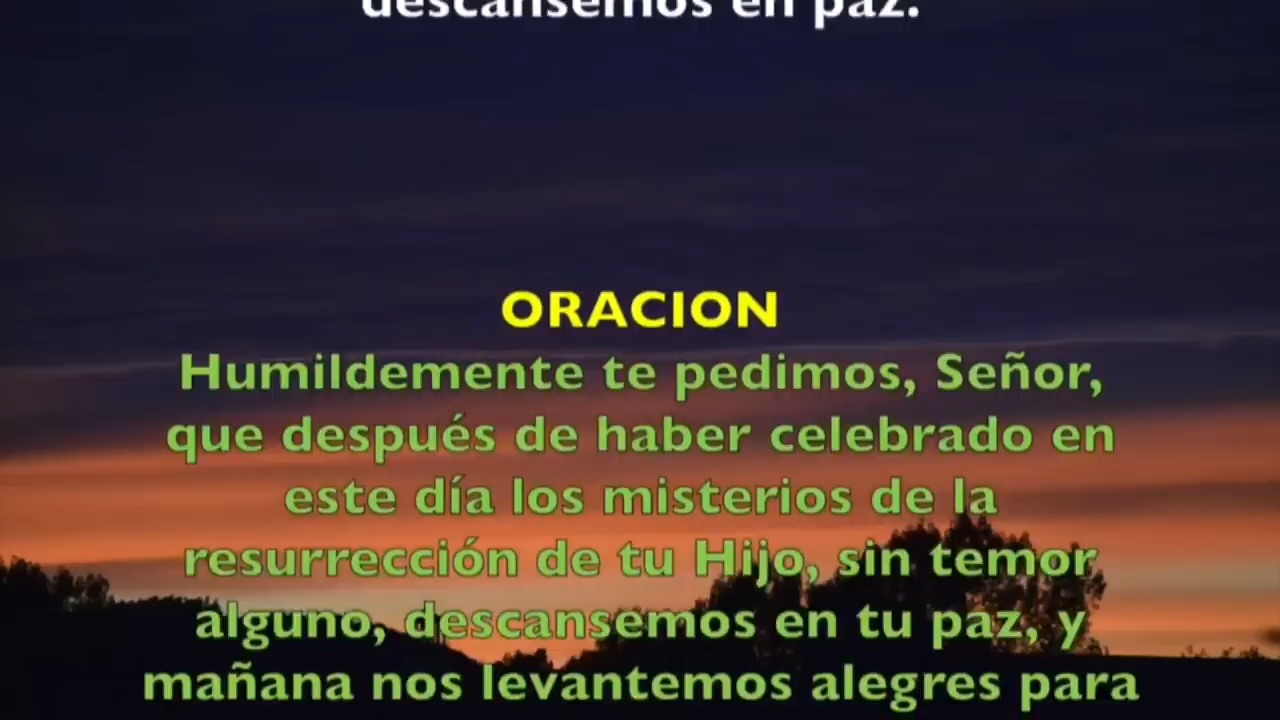 descansemos en paz.
ORACION
Humildemente te pedimos, Señor,
que después de haber celebrado en
este día los misterios de la
resurrección de tu Hijo, sin temor
alguno, descansemos en tu paz, y
mañana nos levantemos alegres para